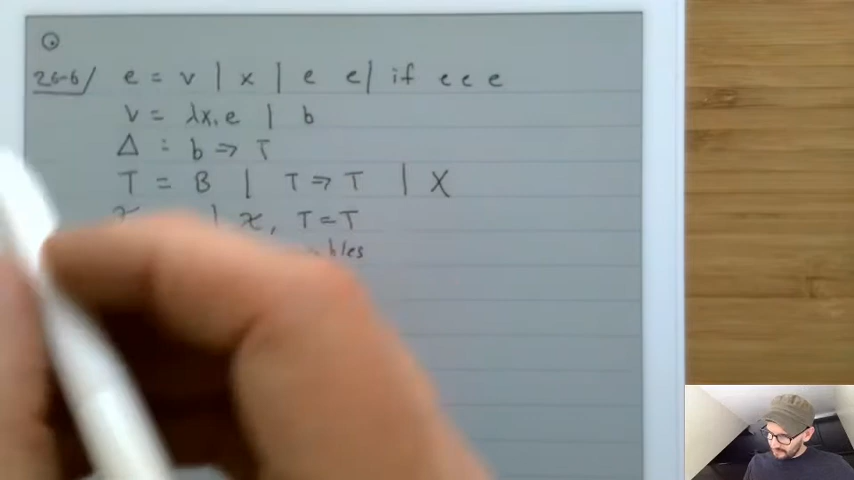 26-6/ e = v | x | e e | if e e e
v = λx.e | b
Δ : b => T
T = B | T => T | X
| x, T = T